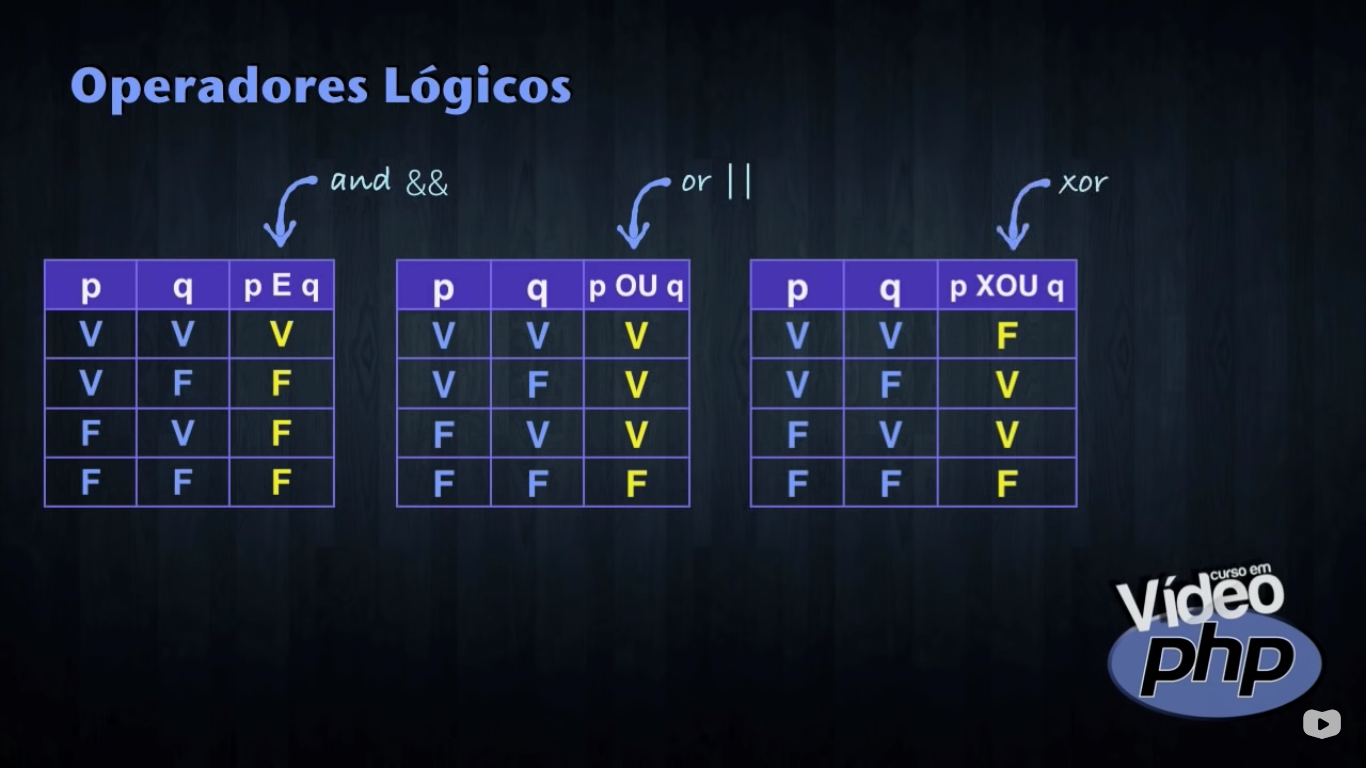 Operadores Lógicos
and &&
or ||
xor
p q p E q
V V V
V F F
F V F
F F F
p q p OU q
V V V
V F V
F V V
F F F
p q p XOU q
V V F
V F V
F V V
F F F
curso em
Vídeo
php